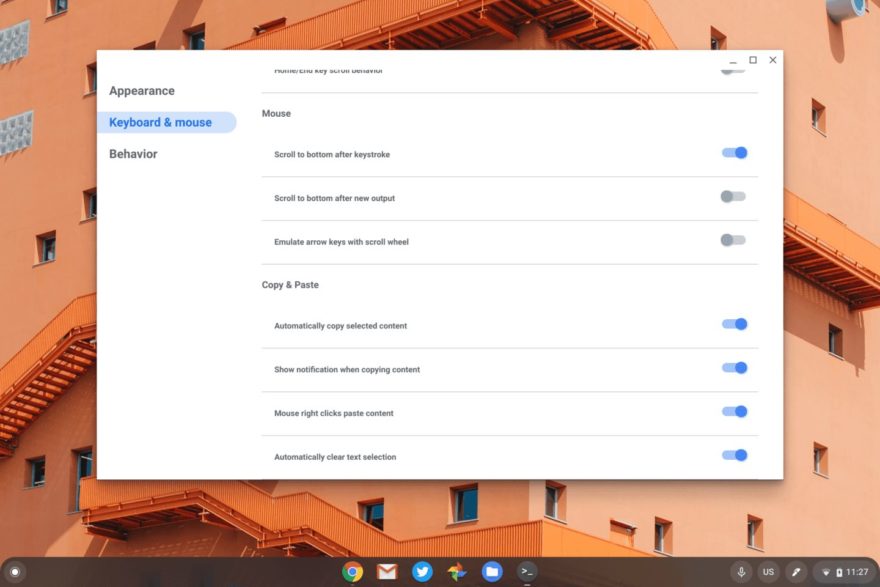 Appearance
Keyboard & mouse
Behavior
Home/End key scroll behavior
Mouse
Scroll to bottom after keystroke
Scroll to bottom after new output
Emulate arrow keys with scroll wheel
Copy & Paste
Automatically copy selected content
Show notification when copying content
Mouse right clicks paste content
Automatically clear text selection
>_
US
11:27